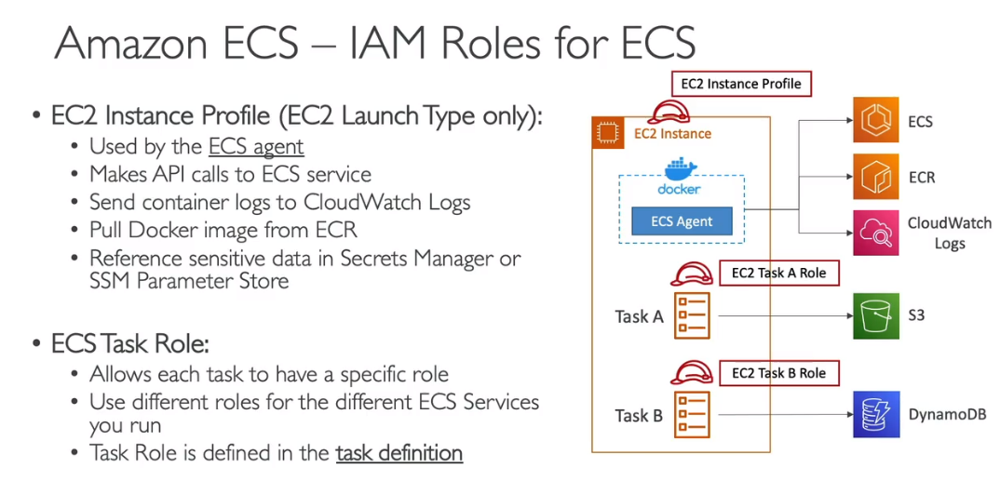 Amazon ECS – IAM Roles for ECS
• EC2 Instance Profile (EC2 Launch Type only):
• Used by the ECS agent
• Makes API calls to ECS service
• Send container logs to CloudWatch Logs
• Pull Docker image from ECR
• Reference sensitive data in Secrets Manager or
SSM Parameter Store
• ECS Task Role:
• Allows each task to have a specific role
• Use different roles for the different ECS Services
you run
• Task Role is defined in the task definition
EC2 Instance Profile
EC2 Instance
docker
ECS Agent
ECS
ECR
CloudWatch
Logs
EC2 Task A Role
Task A
S3
EC2 Task B Role
Task B
DynamoDB